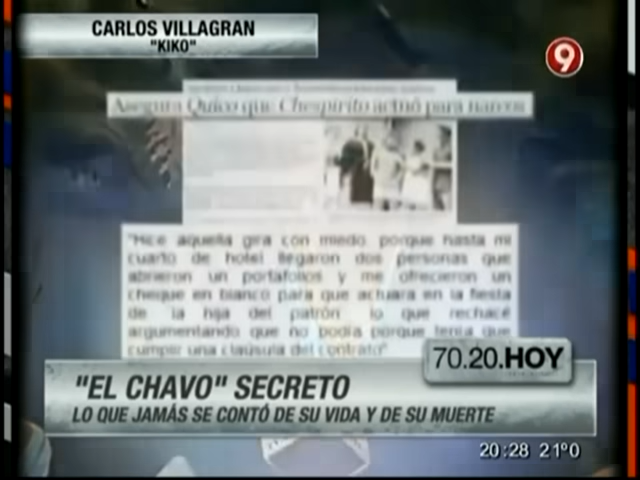 CARLOS VILLAGRAN
"KIKO"
9
Asegura Quico que Chespirito actuó para narcos
"Hice aquella gira con miedo, porque hasta mi
cuarto de hotel llegaron dos personas que
abrieron un portafolios y me ofrecieron un
cheque en blanco para que actuara en la fiesta
de la hija del patrón lo que rechacé
argumentando que no podía porque tenía que
cumplir una claúsula del contrato"
70.20.HOY
"EL CHAVO" SECRETO
LO QUE JAMÁS SE CONTÓ DE SU VIDA Y DE SU MUERTE
20:28 21º0